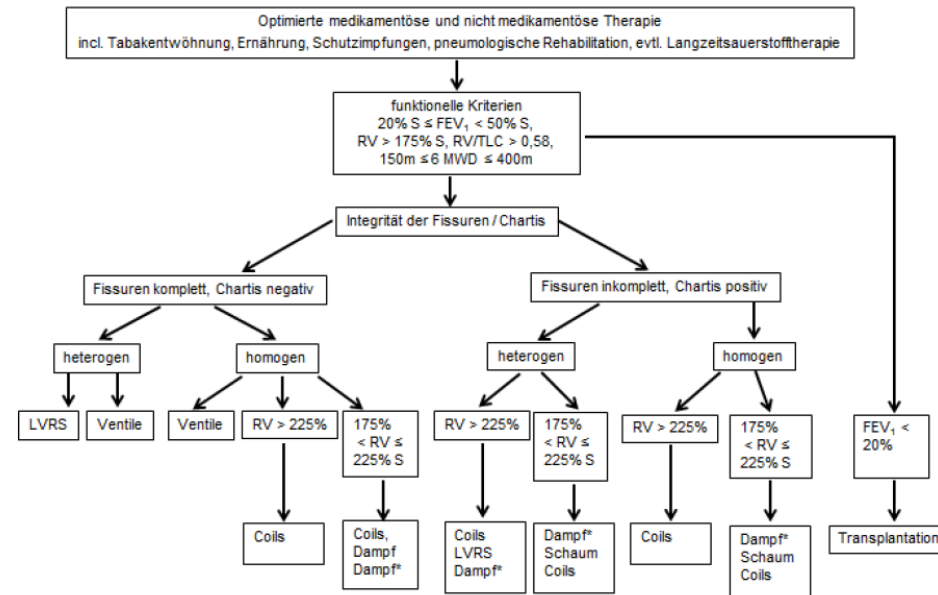 Optimierte medikamentöse und nicht medikamentöse Therapie
incl. Tabakentwöhnung, Ernährung, Schutzimpfungen, pneumologische Rehabilitation, evtl. Langzeitsauerstofftherapie
funktionelle Kriterien
20% S ≤ FEV₁ < 50% S,
RV > 175% S, RV/TLC > 0,58,
150m ≤ 6 MWD ≤ 400m
Integrität der Fissuren / Chartis
Fissuren komplett, Chartis negativ
Fissuren inkomplett, Chartis positiv
heterogen
homogen
heterogen
homogen
LVRS
Ventile
Ventile
RV > 225%
175%
< RV ≤
225% S
RV > 225%
175%
< RV ≤
225% S
RV > 225%
175%
< RV ≤
225% S
FEV₁ <
20%
Coils
Coils,
Dampf
Dampf*
Coils
LVRS
Dampf*
Dampf*
Schaum
Coils
Coils
Dampf*
Schaum
Coils
Transplantation